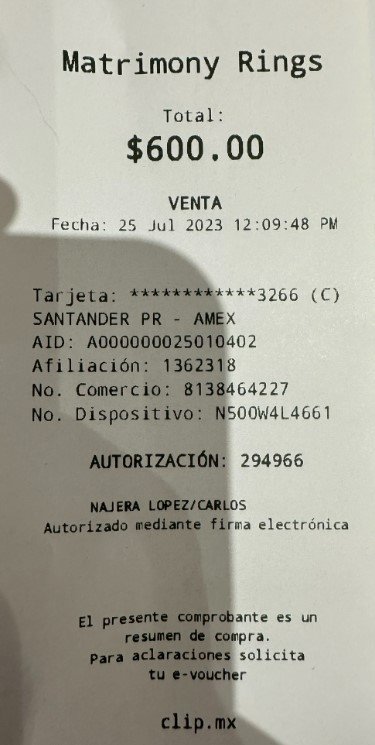 Matrimony Rings
Total:
$600.00
VENTA
Fecha: 25 Jul 2023 12:09:48 PM
Tarjeta: ************3266 (C)
SANTANDER PR - AMEX
AID: A000000025010402
Afiliación: 1362318
No. Comercio: 8138464227
No. Dispositivo: N500W4L4661
AUTORIZACIÓN: 294966
NAJERA LOPEZ/CARLOS
Autorizado mediante firma electrónica
El presente comprobante es un
resumen de compra.
Para aclaraciones solicita
tu e-voucher
clip.mx